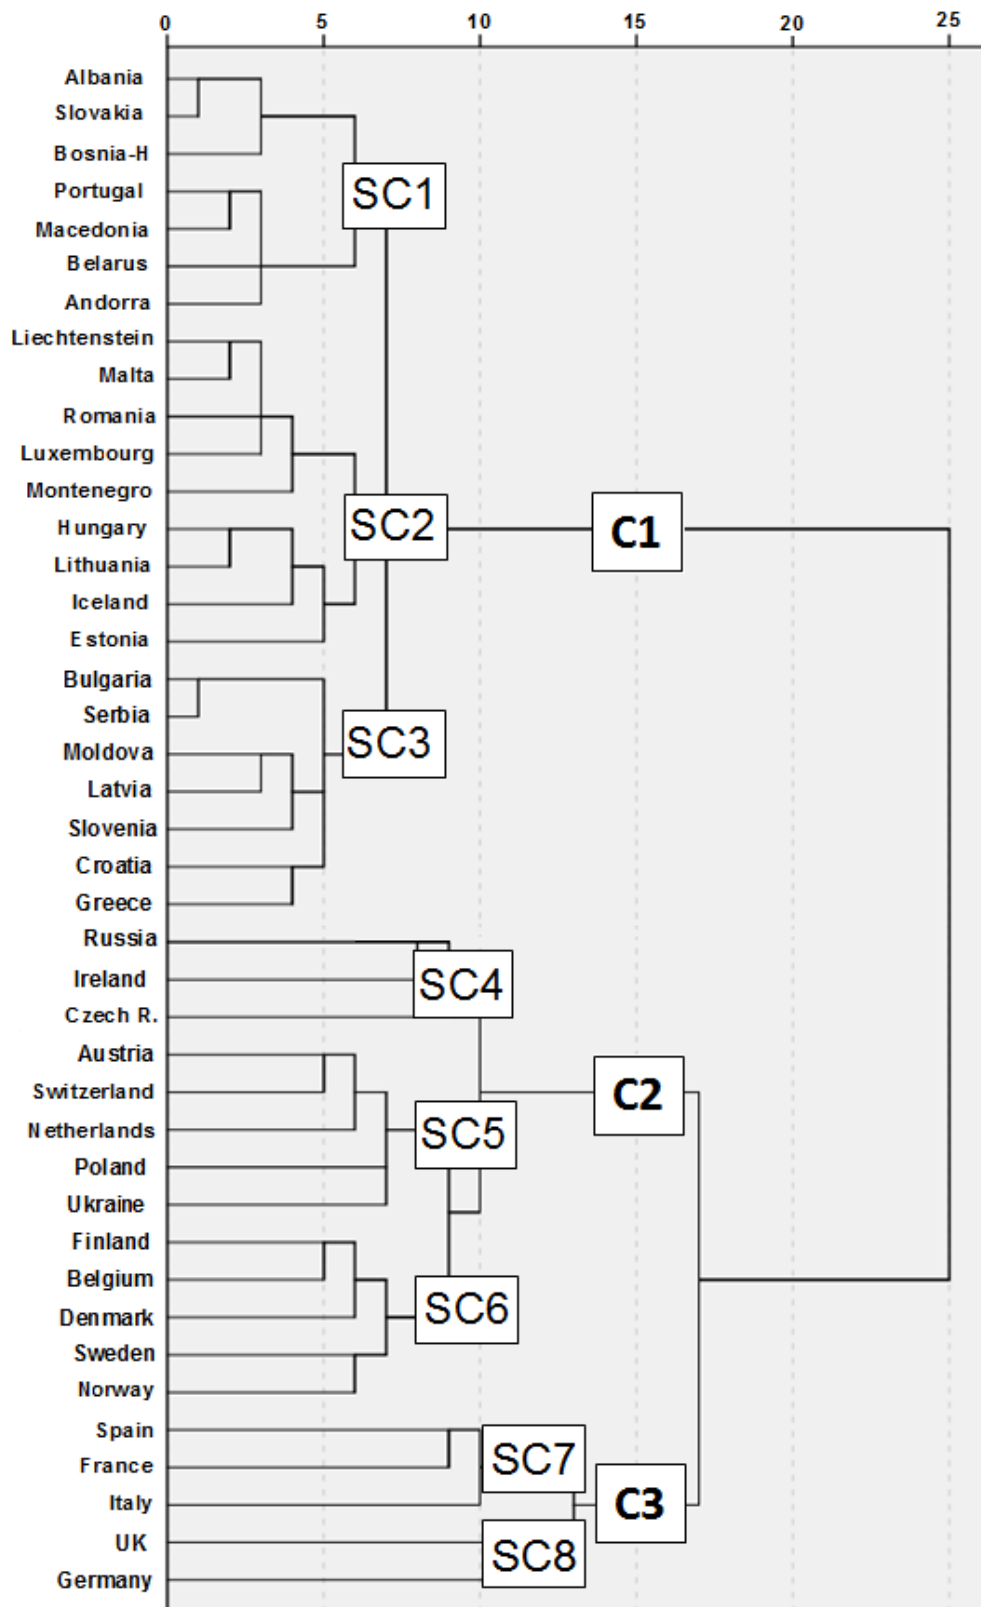 0 5 10 15 20 25
Albania
Slovakia
Bosnia-H
Portugal
SC1
Macedonia
Belarus
Andorra
Liechtenstein
Malta
Romania
Luxembourg
Montenegro
Hungary
SC2
C1
Lithuania
Iceland
Estonia
Bulgaria
Serbia
Moldova
SC3
Latvia
Slovenia
Croatia
Greece
Russia
Ireland
SC4
Czech R.
Austria
Switzerland
C2
Netherlands
SC5
Poland
Ukraine
Finland
Belgium
Denmark
SC6
Sweden
Norway
Spain
France
SC7
Italy
C3
UK
SC8
Germany